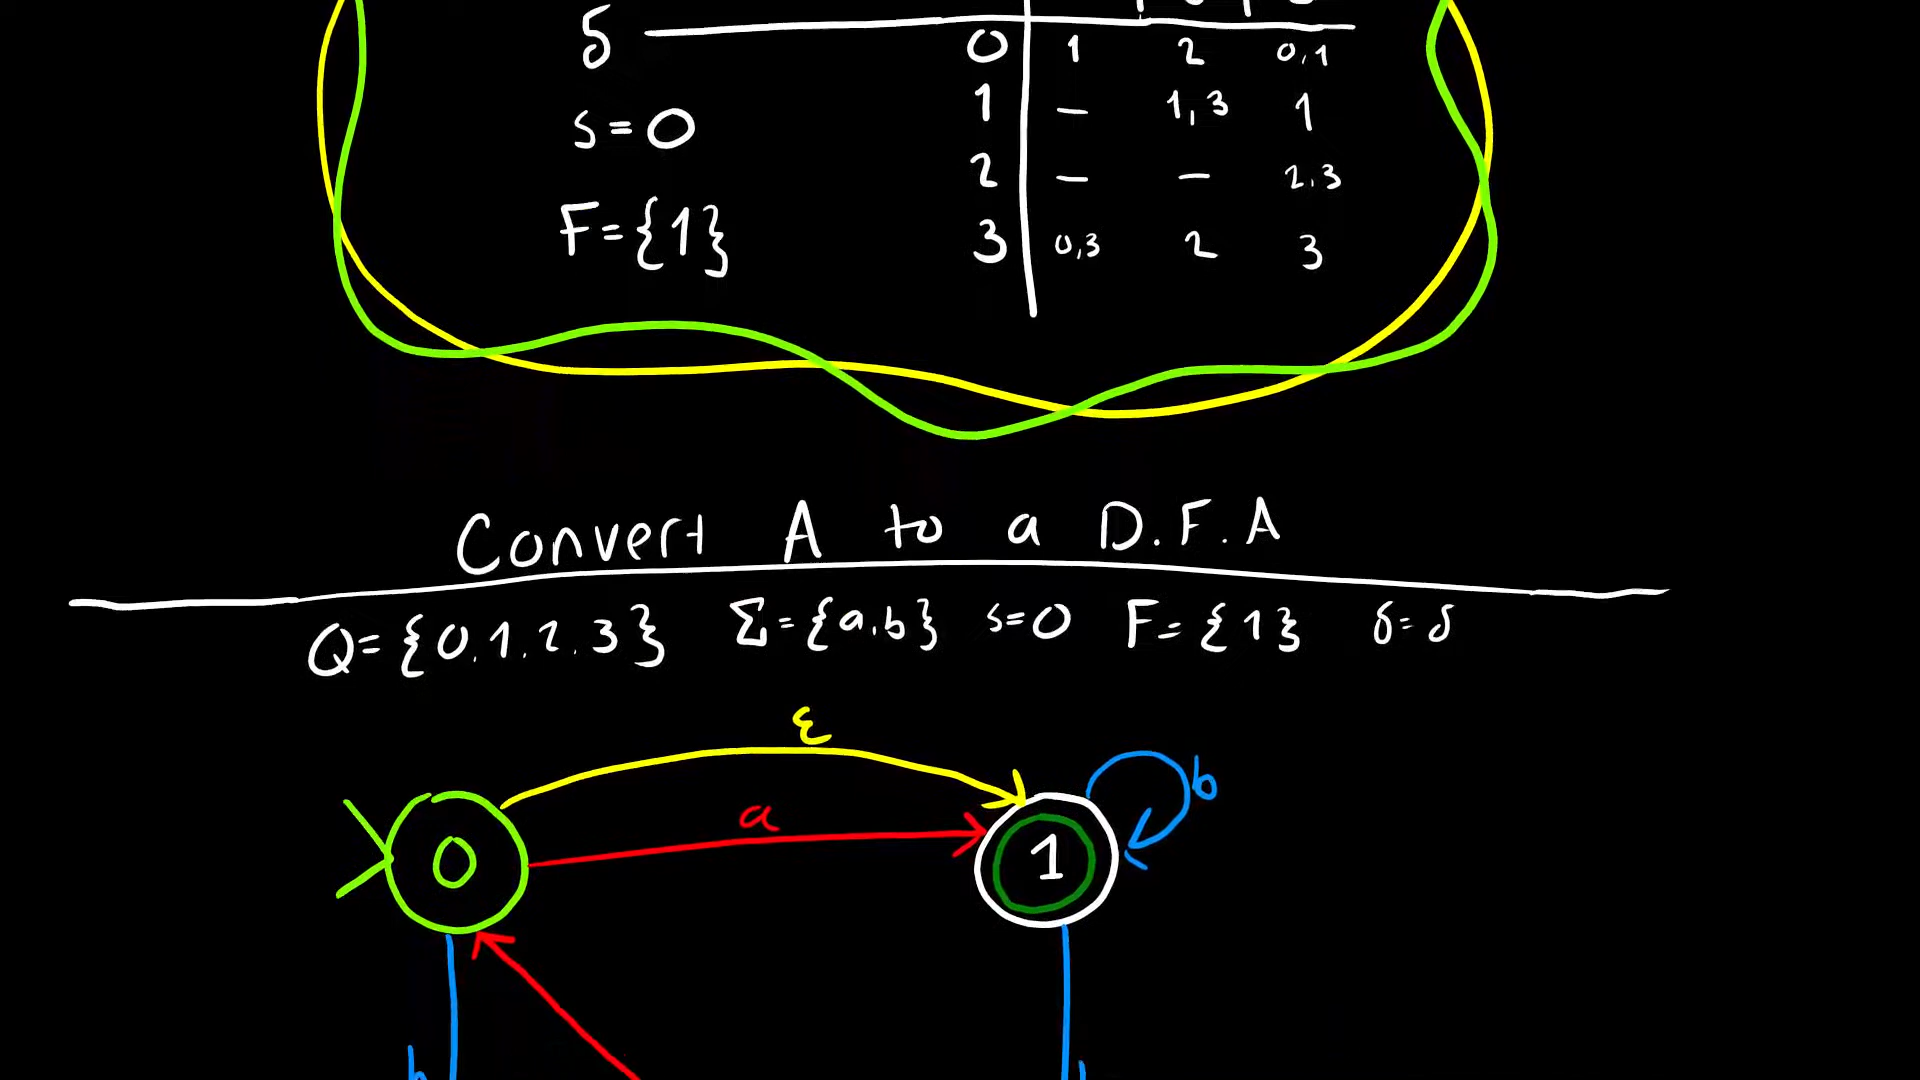 δ
0 1 2 0,1
s=0 1 – 1,3 1
2 – – 2,3
F={1} 3 0,3 2 3
Convert A to a D.F.A
Q={0,1,2,3} Σ={a,b} s=0 F={1} δ=δ
ε
b
a
0 1